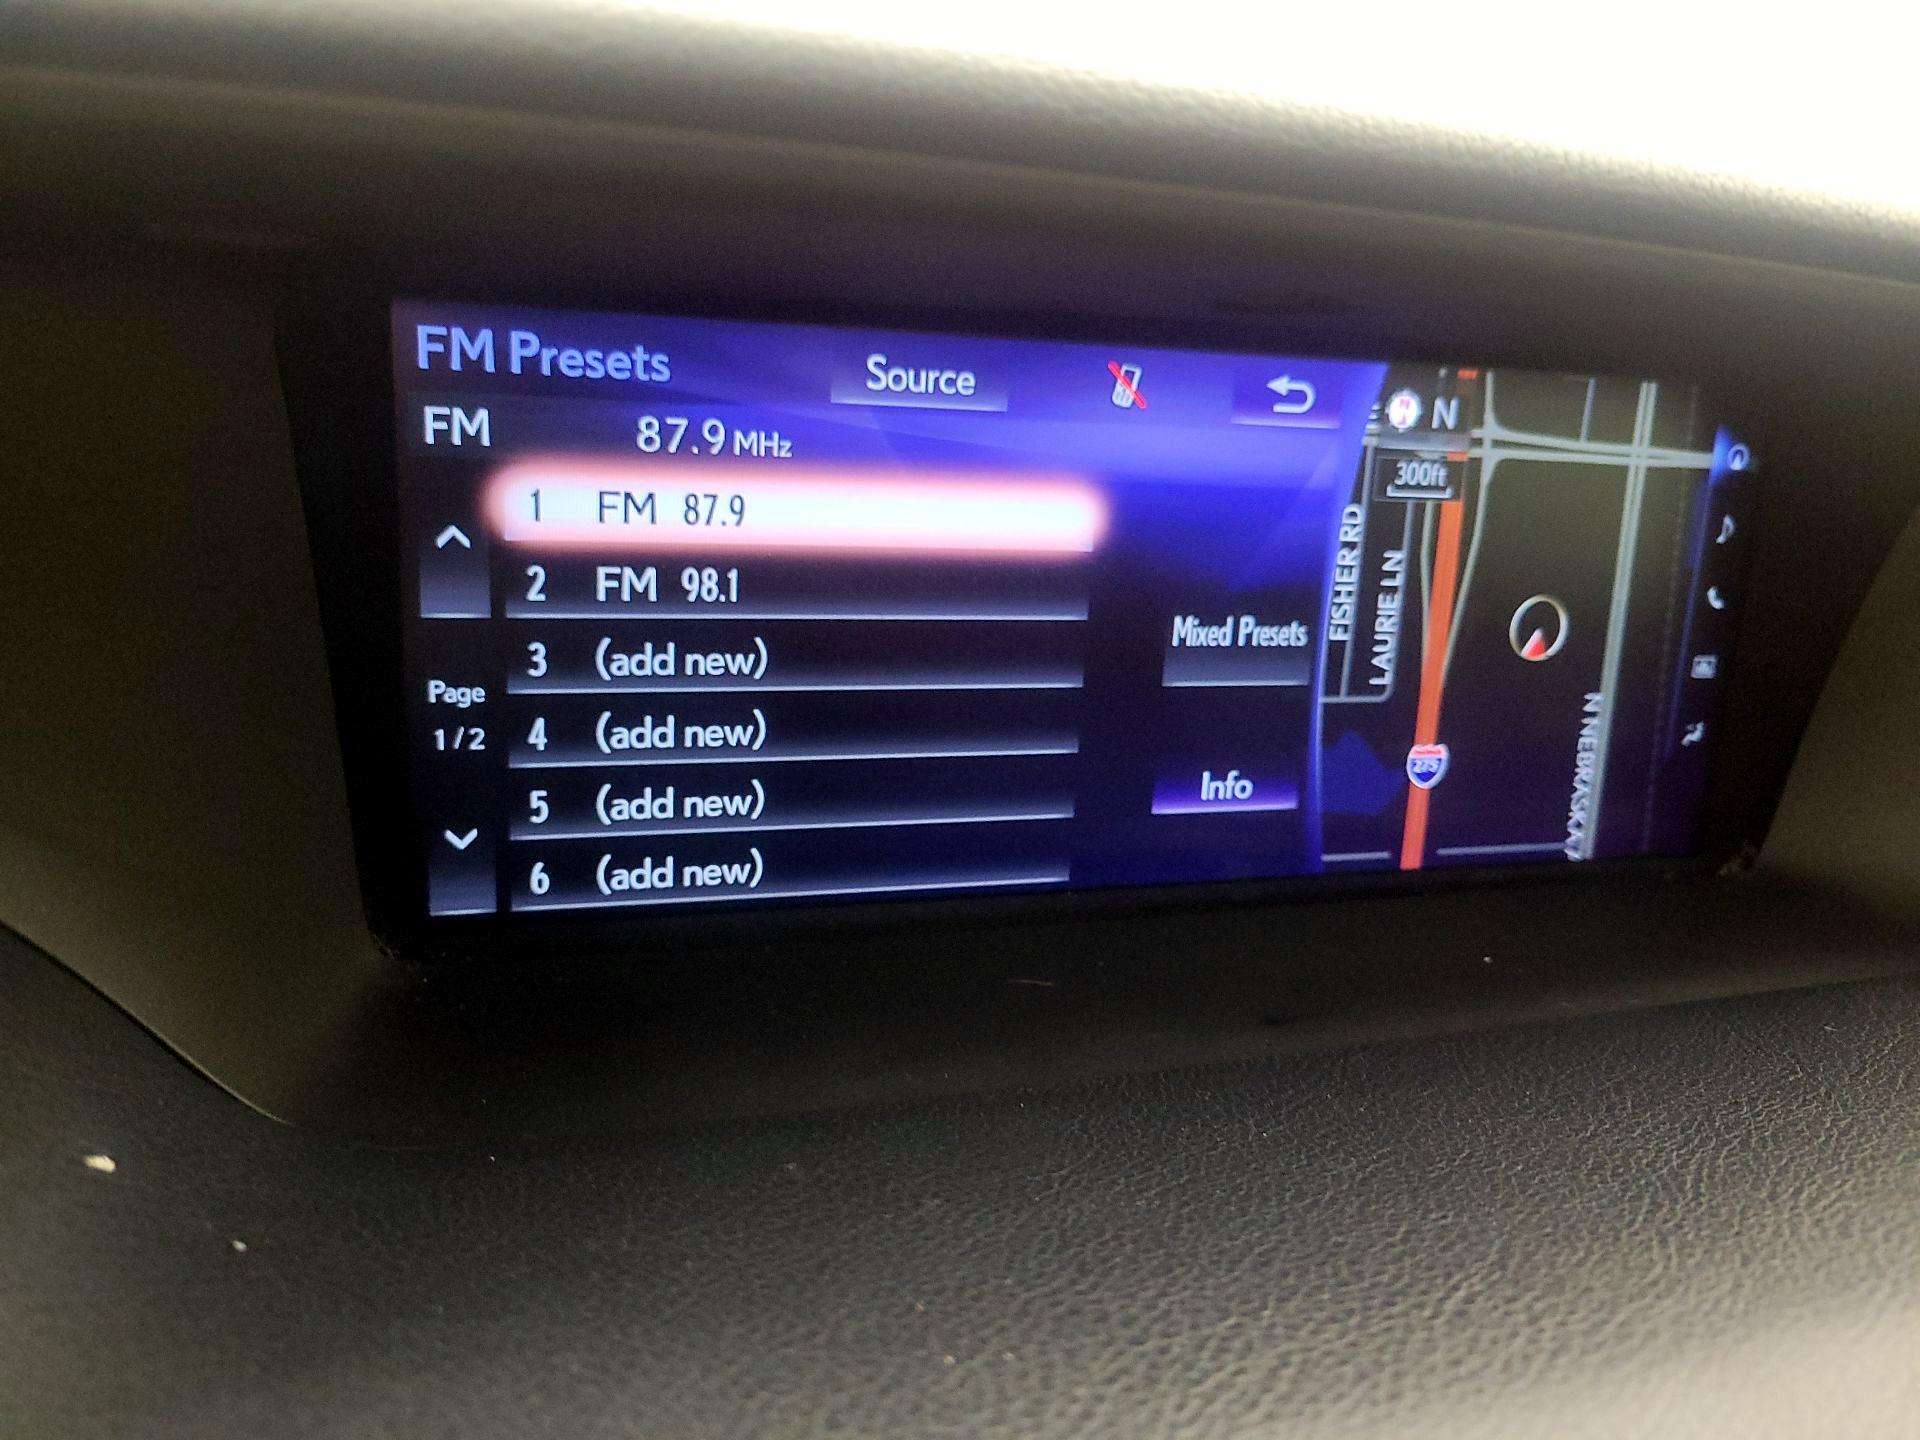 FM Presets
Source
FM 87.9 MHz
1 FM 87.9
2 FM 98.1
3 (add new)
4 (add new)
5 (add new)
6 (add new)
Page
1/2
Mixed Presets
Info
N
300ft
FISHER RD
LAURIE LN
275
N NEBRASKA